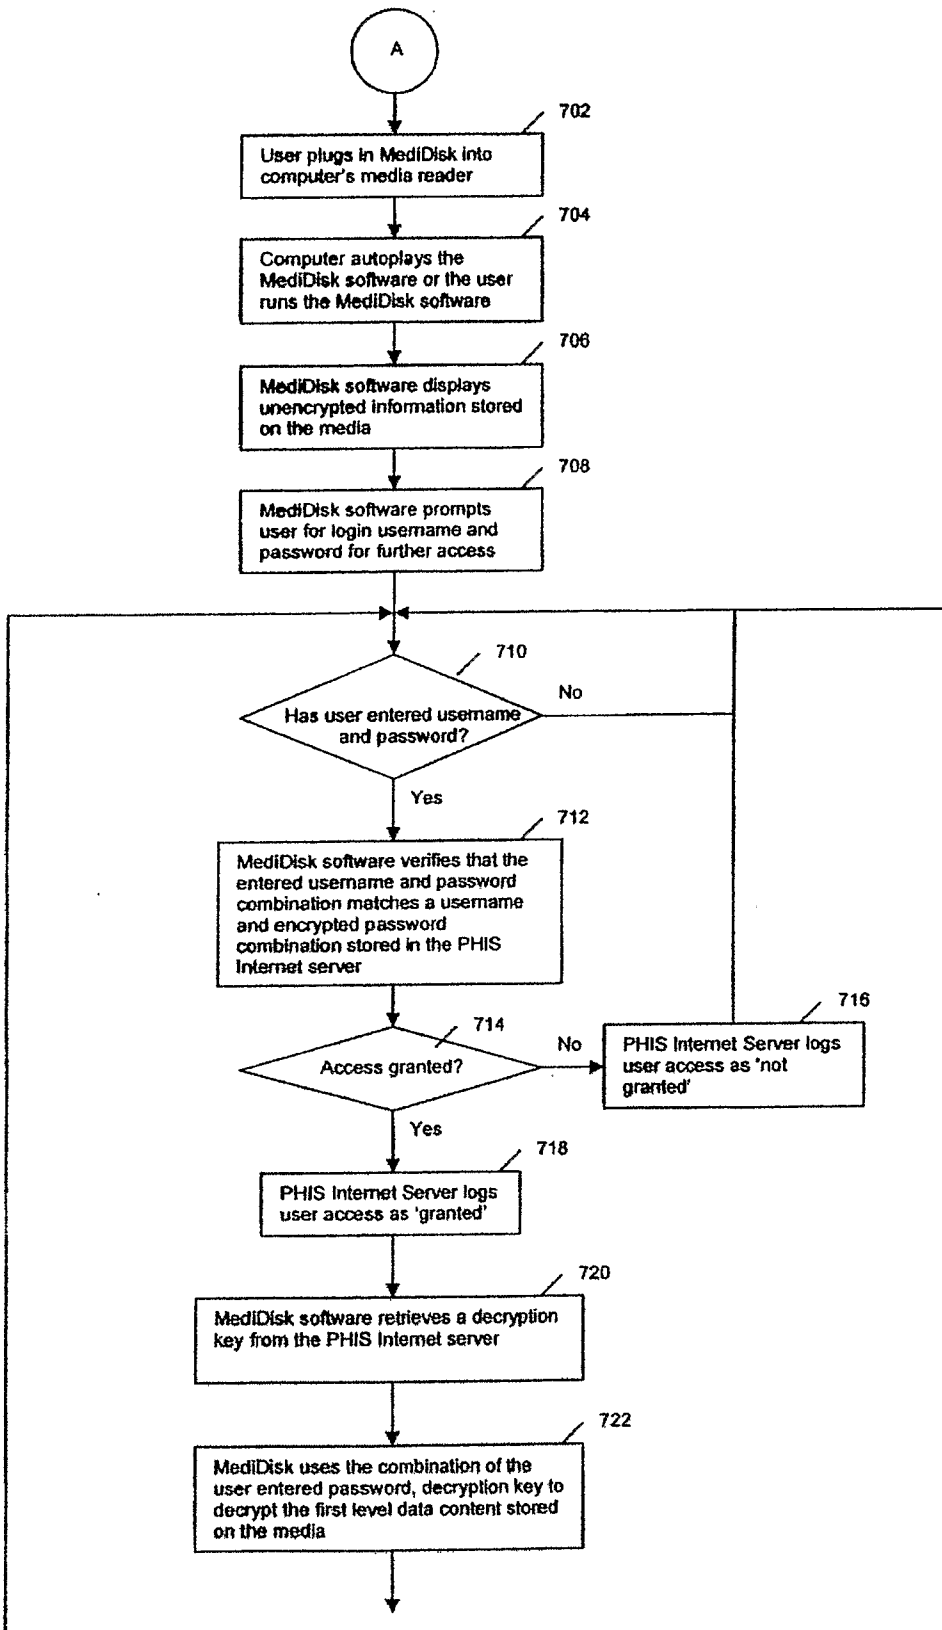 A
702
User plugs in MediDisk into
computer's media reader
704
Computer autoplays the
MediDisk software or the user
runs the MediDisk software
706
MediDisk software displays
unencrypted information stored
on the media
708
MediDisk software prompts
user for login username and
password for further access
710
No
Has user entered username
and password?
Yes
712
MediDisk software verifies that the
entered username and password
combination matches a username
and encrypted password
combination stored in the PHIS
Internet server
714
Access granted?
No
716
PHIS Internet Server logs
user access as 'not
granted'
Yes
718
PHIS Internet Server logs
user access as 'granted'
720
MediDisk software retrieves a decryption
key from the PHIS Internet server
722
MediDisk uses the combination of the
user entered password, decryption key to
decrypt the first level data content stored
on the media